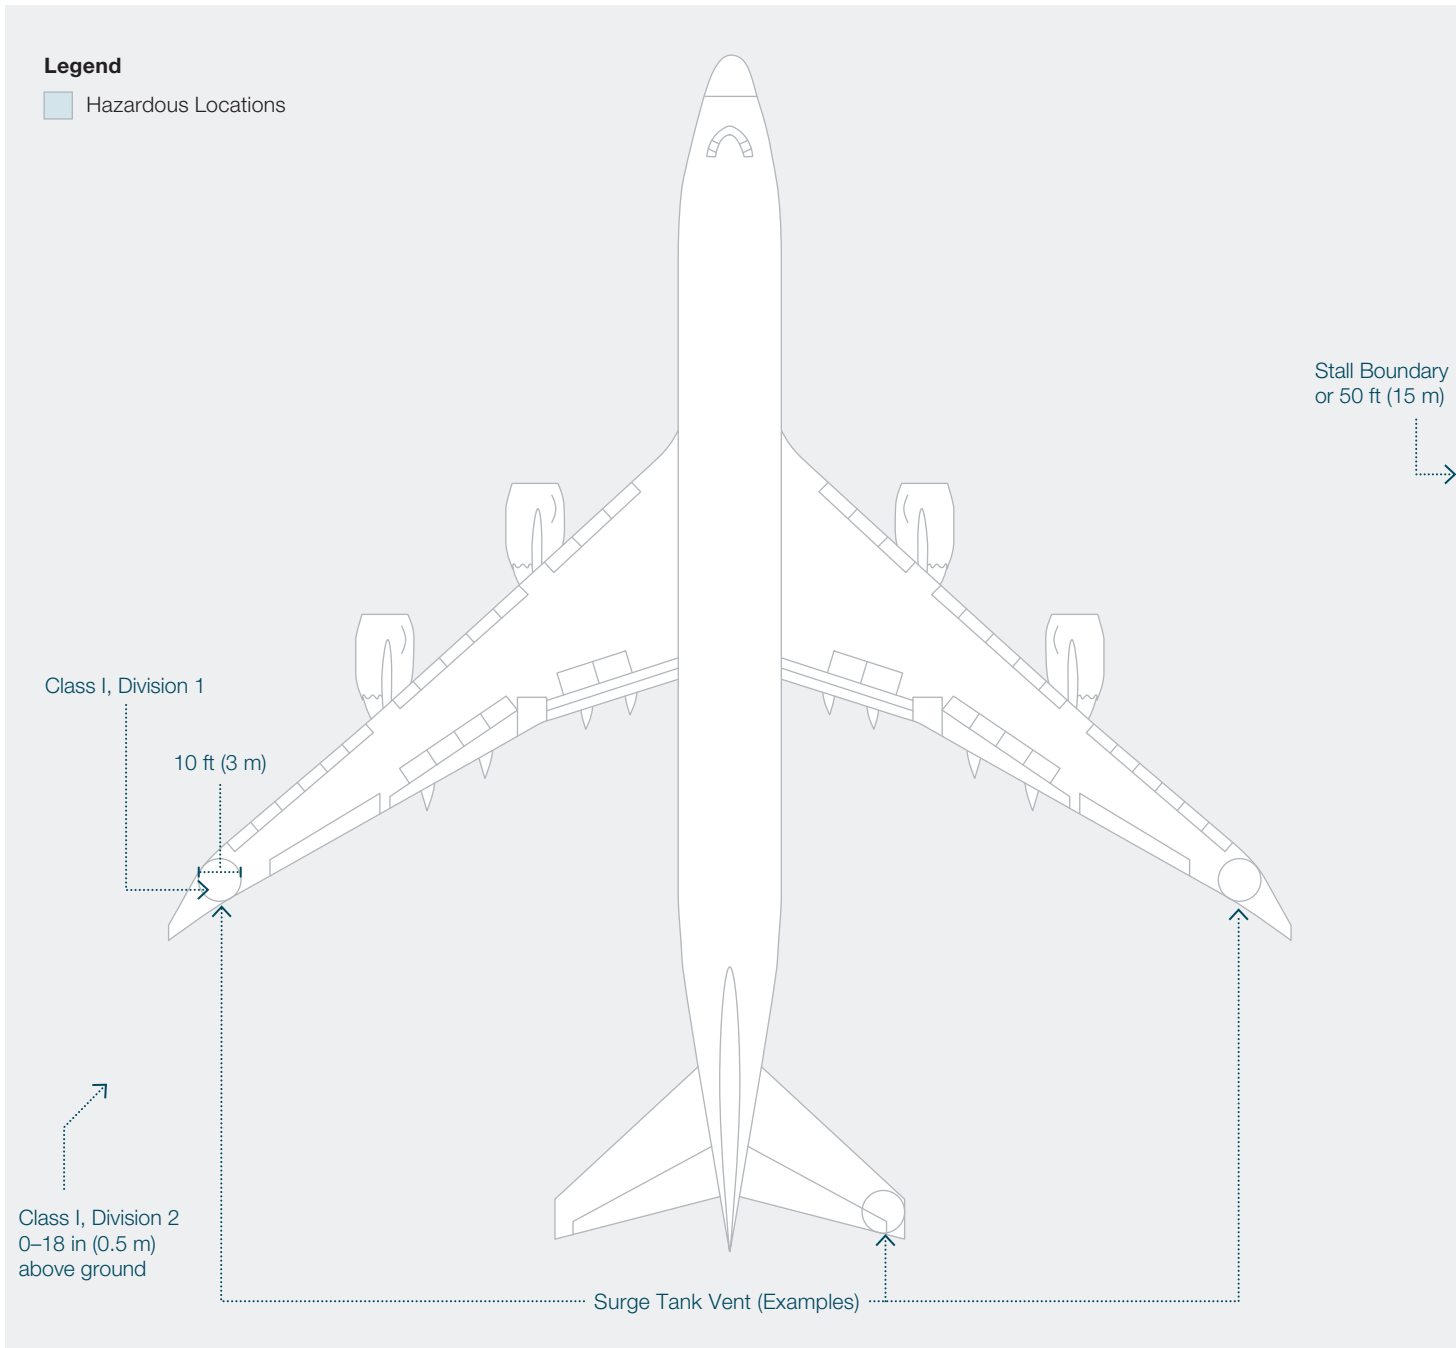 Legend
Hazardous Locations
Stall Boundary
or 50 ft (15 m)
Class I, Division 1
10 ft (3 m)
Class I, Division 2
0–18 in (0.5 m)
above ground
Surge Tank Vent (Examples)